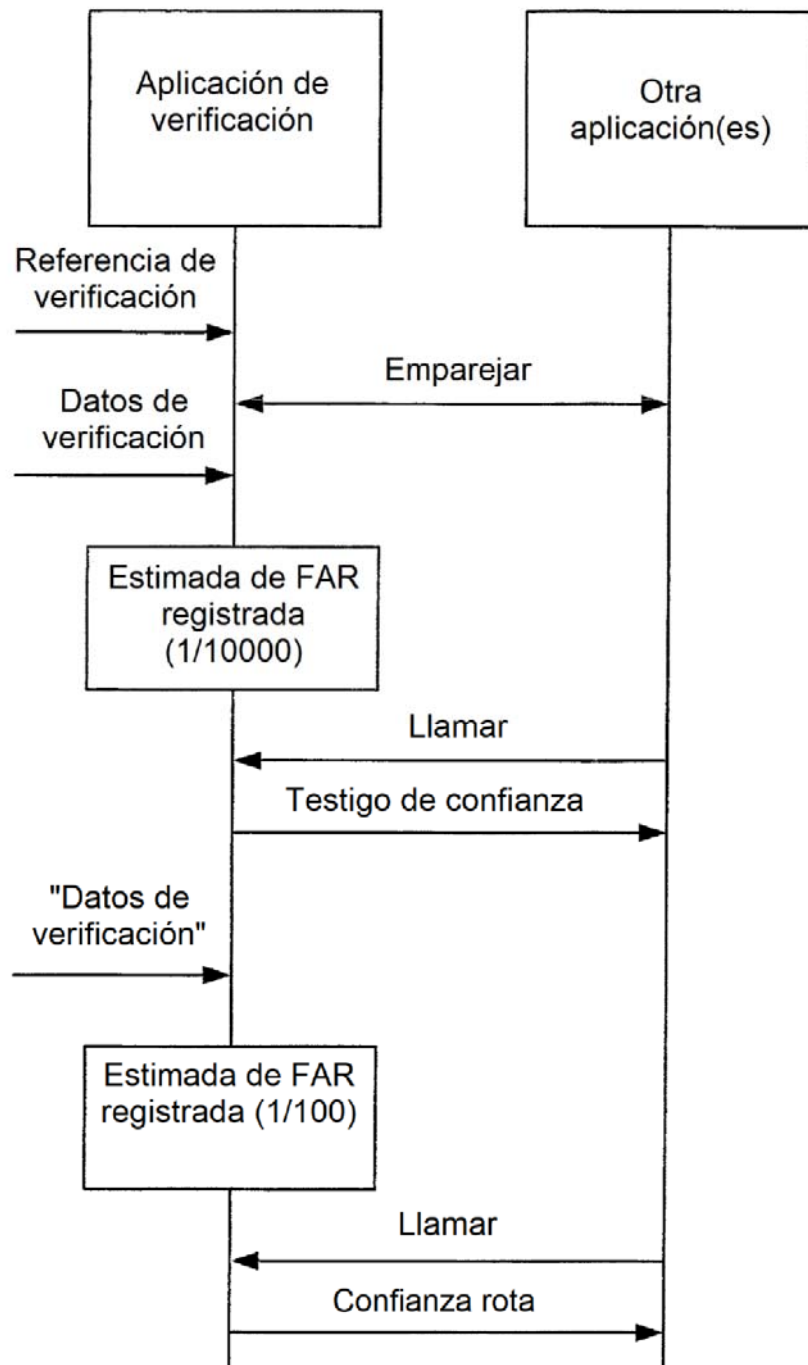 Aplicación de
verificación
Otra
aplicación(es)
Referencia de
verificación
Emparejar
Datos de
verificación
Estimada de FAR
registrada
(1/10000)
Llamar
Testigo de confianza
"Datos de
verificación"
Estimada de FAR
registrada (1/100)
Llamar
Confianza rota